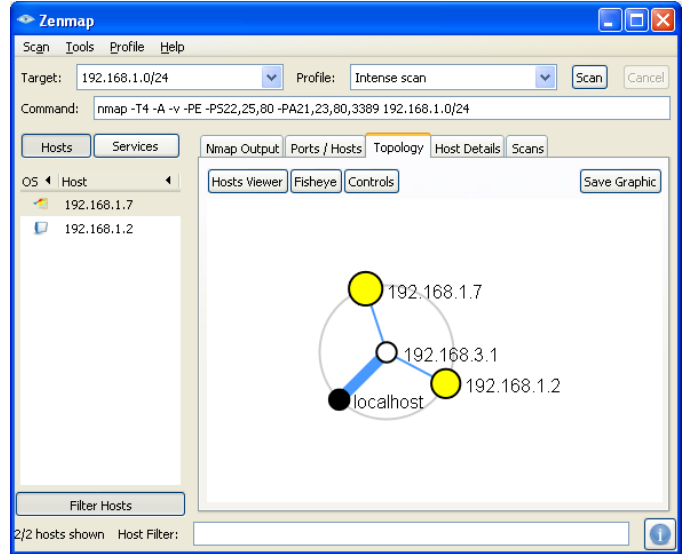 Zenmap
Scan Tools Profile Help
Target: 192.168.1.0/24 Profile: Intense scan Scan Cancel
Command: nmap -T4 -A -v -PE -PS22,25,80 -PA21,23,80,3389 192.168.1.0/24
Hosts Services
Nmap Output Ports / Hosts Topology Host Details Scans
OS Host
Hosts Viewer Fisheye Controls Save Graphic
192.168.1.7
192.168.1.2
192.168.1.7
192.168.3.1
192.168.1.2
localhost
Filter Hosts
2/2 hosts shown Host Filter: